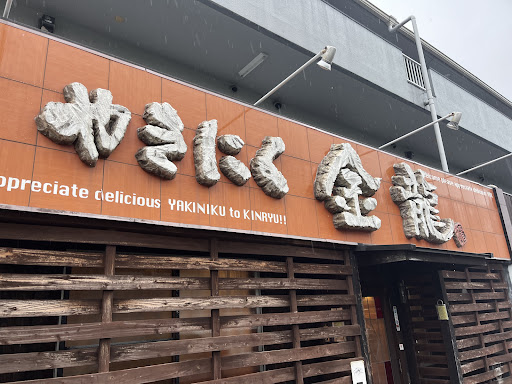 やきにく 金龍
ppreciate delicious YAKINIKU to KINRYU!!